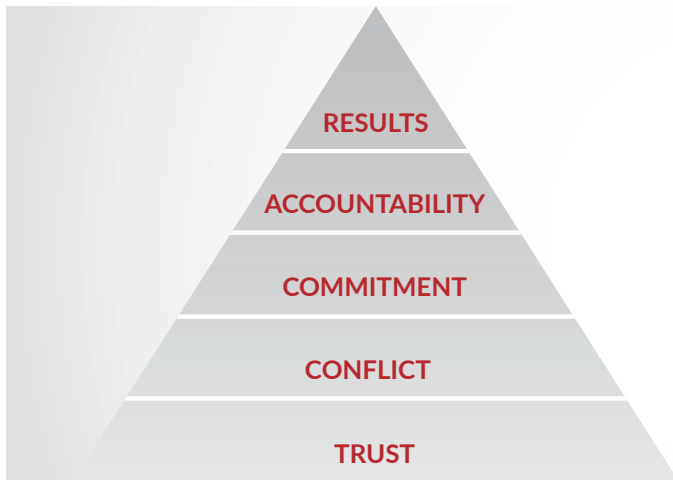 RESULTS
ACCOUNTABILITY
COMMITMENT
CONFLICT
TRUST